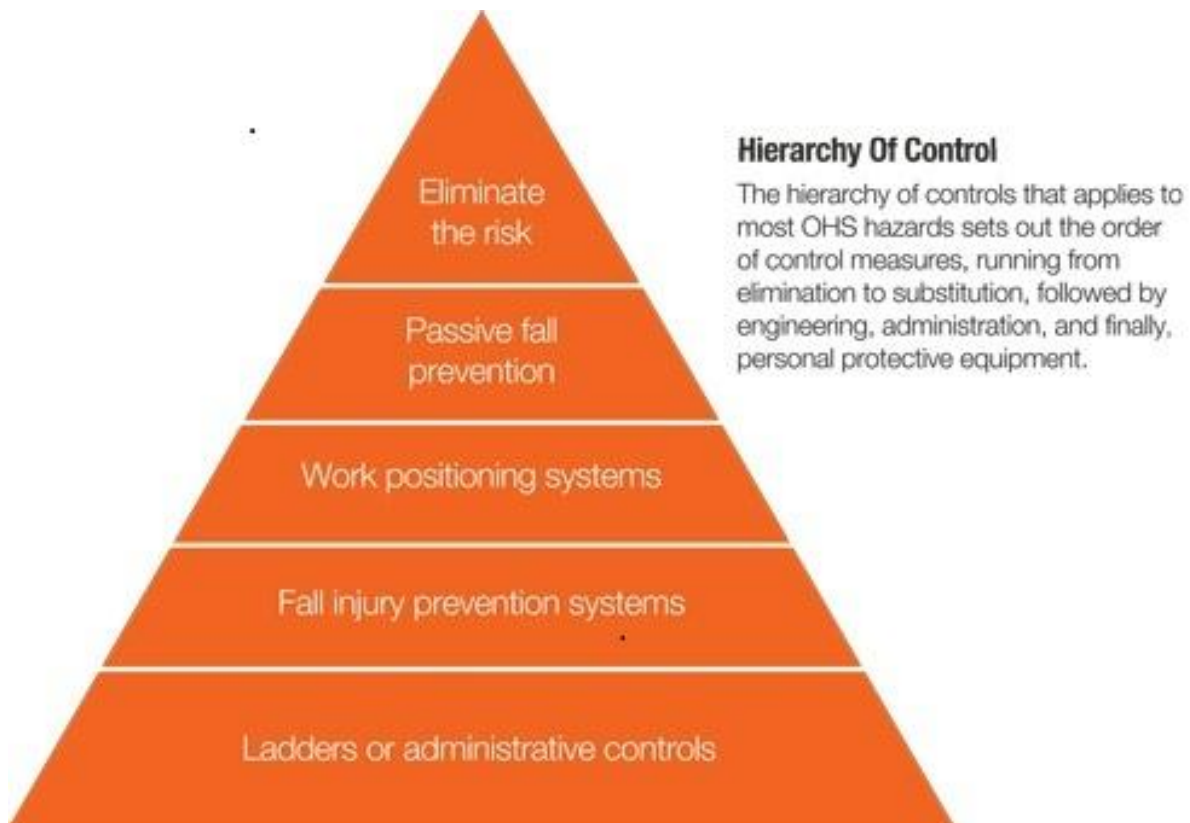 Eliminate
the risk
Passive fall
prevention
Work positioning systems
Fall injury prevention systems
Ladders or administrative controls
Hierarchy Of Control
The hierarchy of controls that applies to
most OHS hazards sets out the order
of control measures, running from
elimination to substitution, followed by
engineering, administration, and finally,
personal protective equipment.